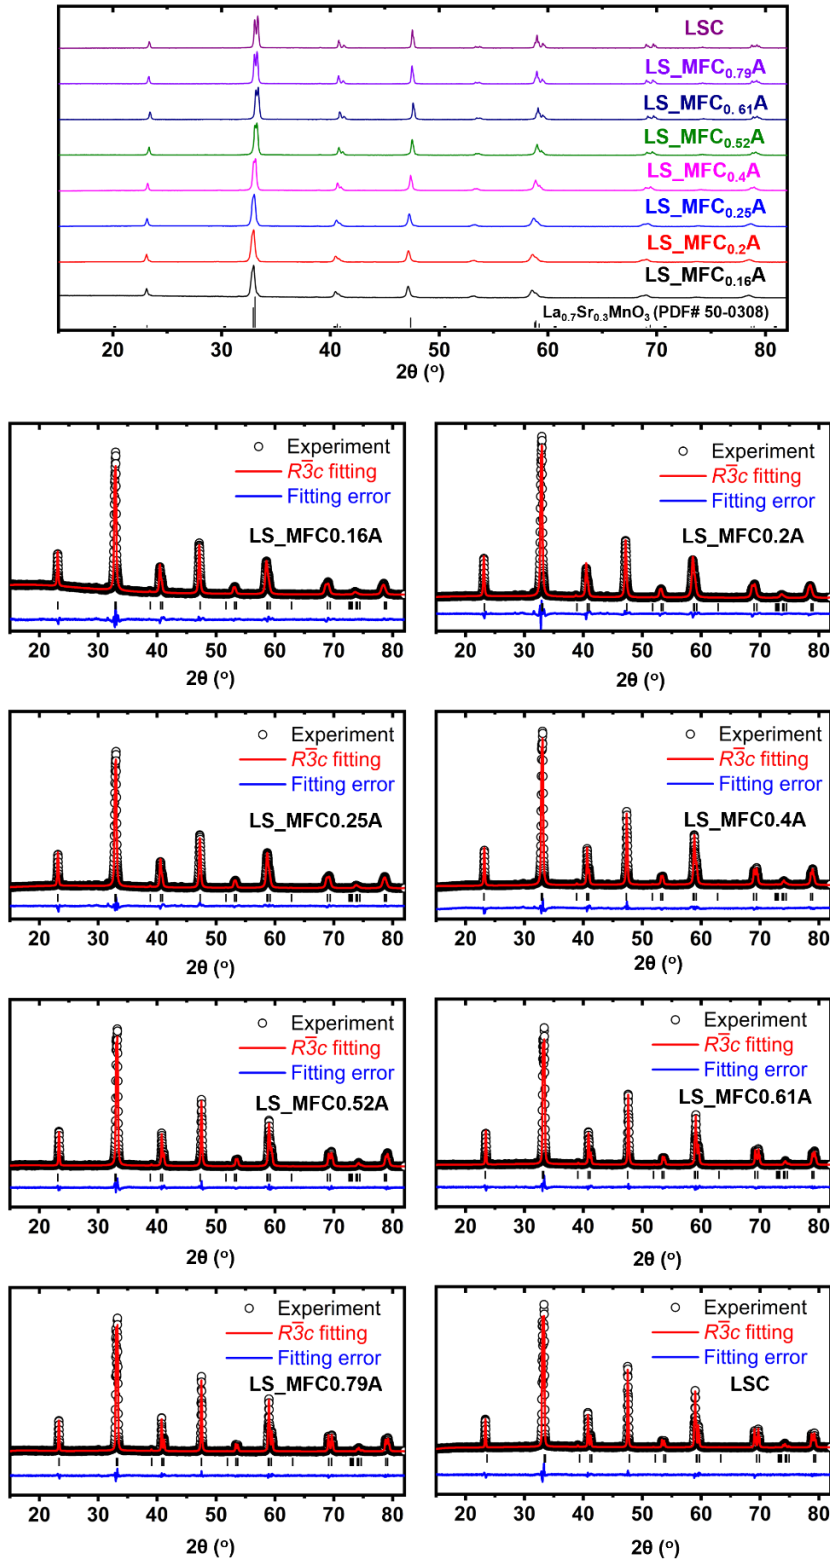 LSC
LS_MFC0.79A
LS_MFC0.61A
LS_MFC0.52A
LS_MFC0.4A
LS_MFC0.25A
LS_MFC0.2A
LS_MFC0.16A
La0.7Sr0.3MnO3 (PDF# 50-0308)
20 30 40 50 60 70 80
2θ (o)
Experiment
R3̅c fitting
Fitting error
LS_MFC0.16A
20 30 40 50 60 70 80
2θ (o)
Experiment
R3̅c fitting
Fitting error
LS_MFC0.2A
20 30 40 50 60 70 80
2θ (o)
Experiment
R3̅c fitting
Fitting error
LS_MFC0.25A
20 30 40 50 60 70 80
2θ (o)
Experiment
R3̅c fitting
Fitting error
LS_MFC0.4A
20 30 40 50 60 70 80
2θ (o)
Experiment
R3̅c fitting
Fitting error
LS_MFC0.52A
20 30 40 50 60 70 80
2θ (o)
Experiment
R3̅c fitting
Fitting error
LS_MFC0.61A
20 30 40 50 60 70 80
2θ (o)
Experiment
R3̅c fitting
Fitting error
LS_MFC0.79A
20 30 40 50 60 70 80
2θ (o)
Experiment
R3̅c fitting
Fitting error
LSC
20 30 40 50 60 70 80
2θ (o)